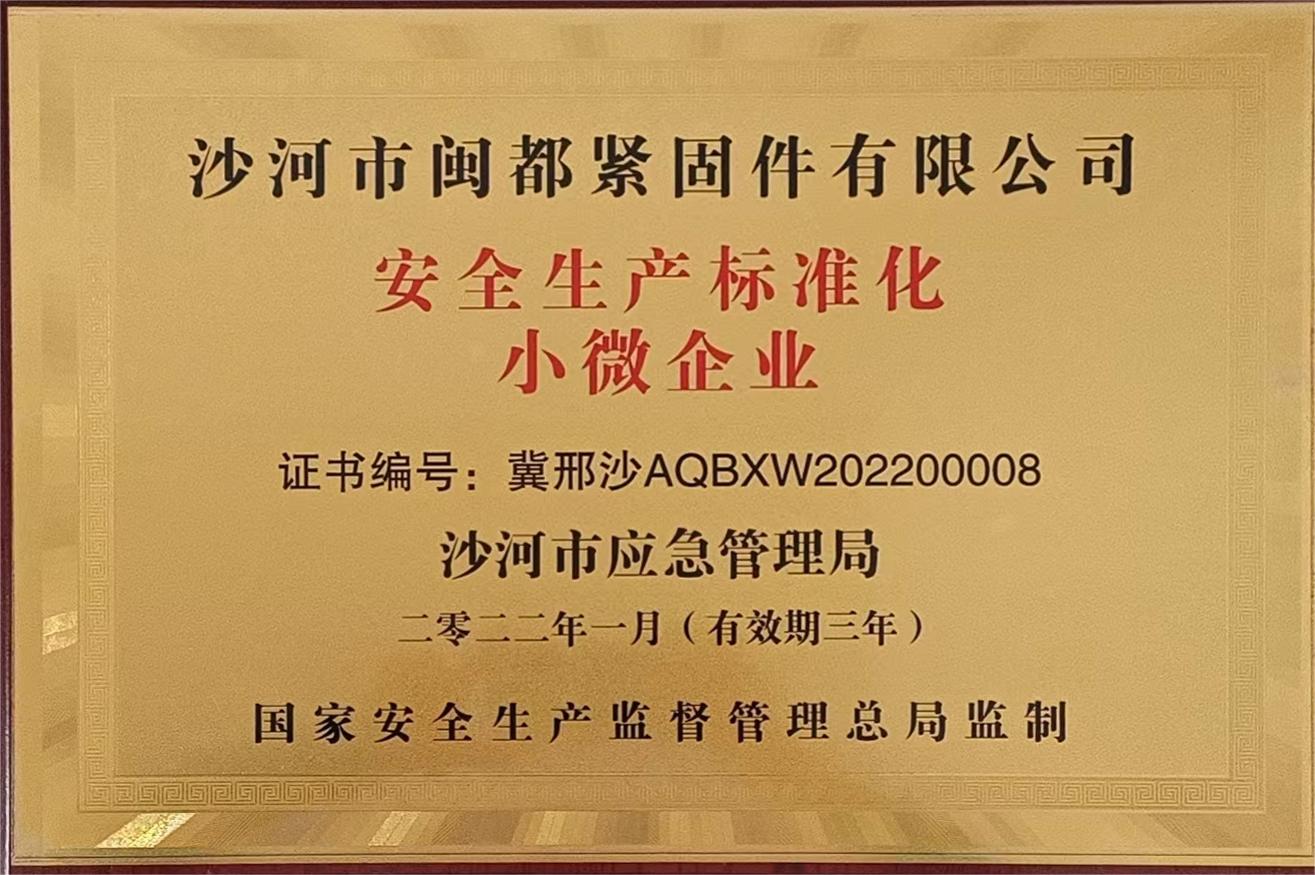 沙河市闽都紧固件有限公司
安全生产标准化
小微企业
证书编号：冀邢沙AQBXW202200008
沙河市应急管理局
二零二二年一月（有效期三年）
国家安全生产监督管理总局监制